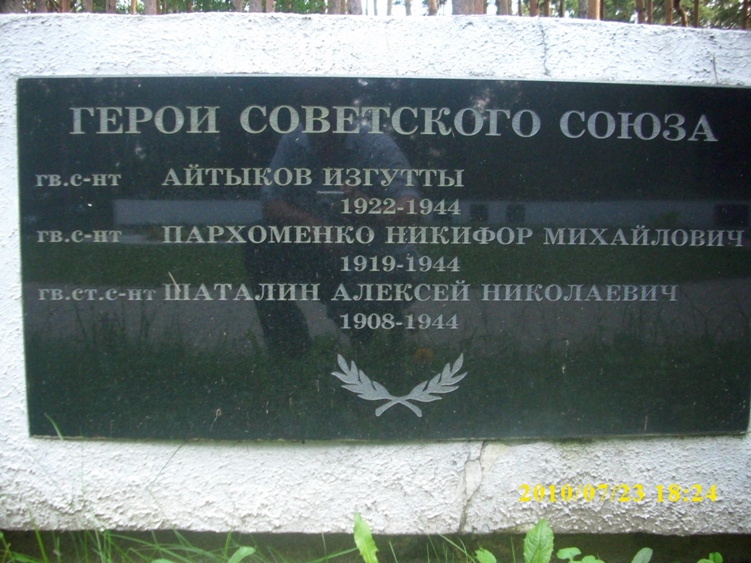 ГЕРОИ СОВЕТСКОГО СОЮЗА
гв.с-нт АЙТЫКОВ ИЗГУТТЫ
1922-1944
гв.с-нт ПАРХОМЕНКО НИКИФОР МИХАЙЛОВИЧ
1919-1944
гв.ст.с-нт ШАТАЛИН АЛЕКСЕЙ НИКОЛАЕВИЧ
1908-1944
2010/07/23 18:24